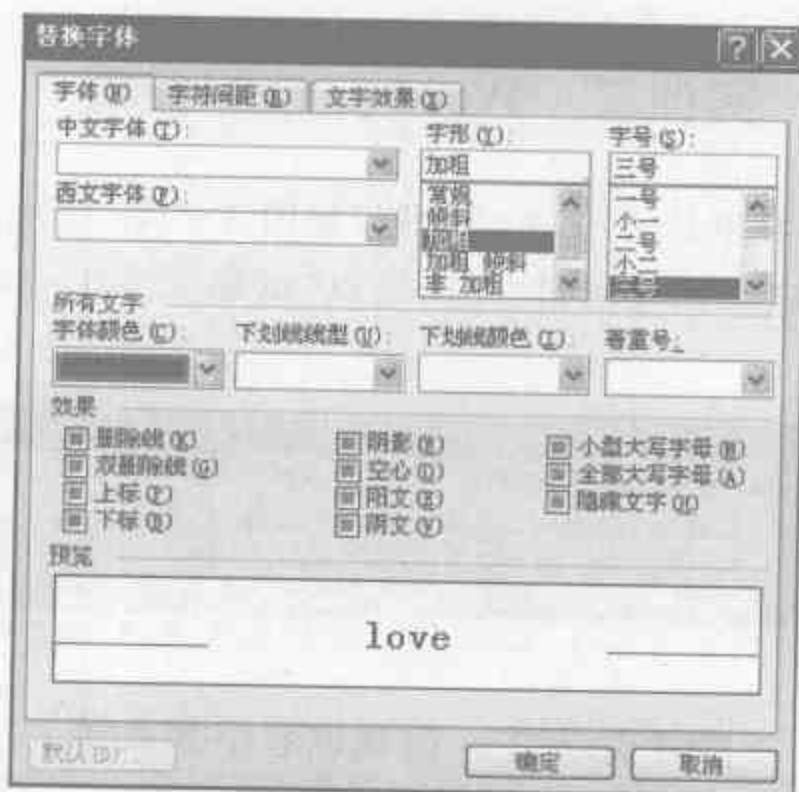 替换字体
字体(N) 字符间距(R) 文字效果(X)
中文字体(T):
西文字体(F):
字形(Y):
加粗
常规
倾斜
加粗 倾斜
非 加粗
字号(S):
三号
一号
小一
二号
小二
所有文字
字体颜色(C): 下划线线型(U): 下划线颜色(I): 着重号:
效果
删除线(K) 阴影(W) 小型大写字母(M)
双删除线(G) 空心(O) 全部大写字母(A)
上标(P) 阳文(E) 隐藏文字(H)
下标(B) 阴文(V)
预览
love
默认(D)...
确定 取消